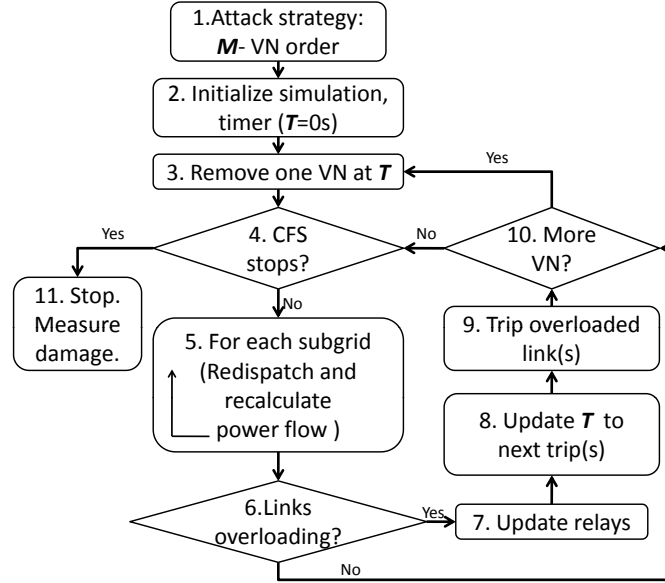 1.Attack strategy:
M- VN order
2. Initialize simulation,
timer (T=0s)
3. Remove one VN at T
Yes
Yes
4. CFS
stops?
No
10. More
VN?
11. Stop.
Measure
damage.
No
5. For each subgrid
(Redispatch and
recalculate
power flow )
9. Trip overloaded
link(s)
8. Update T to
next trip(s)
6.Links
overloading?
Yes
7. Update relays
No